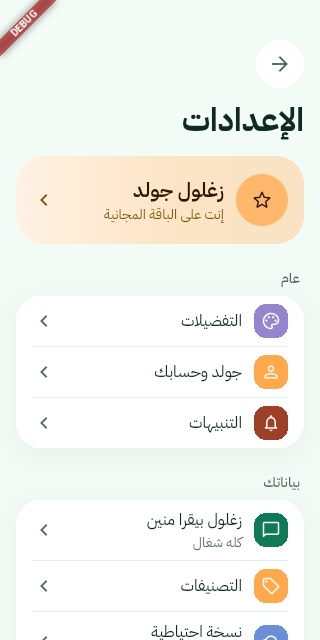 DEBUG
الإعدادات
زغلول جولد
إنت على الباقة المجانية
عام
التفضيلات
جولد وحسابك
التنبيهات
بياناتك
زغلول بيقرا منين
كله شغال
التصنيفات
نسخة احتياطية